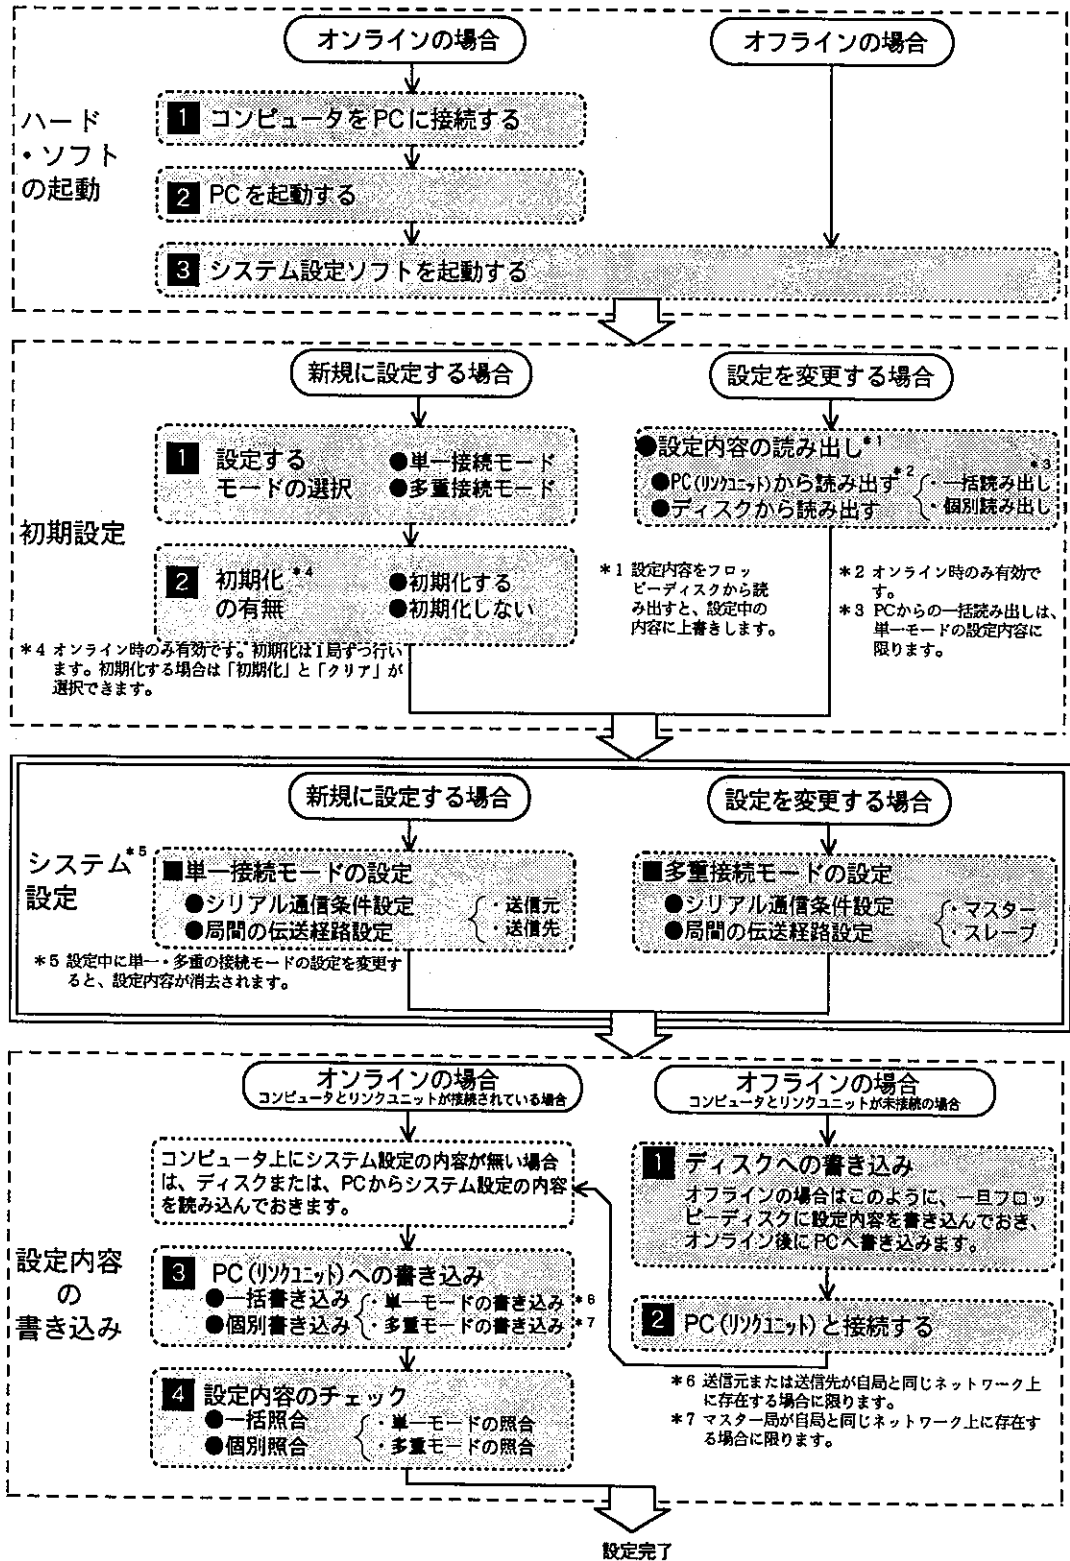 オンラインの場合
オフラインの場合
ハード
・ソフト
の起動
1 コンピュータをPCに接続する
2 PCを起動する
3 システム設定ソフトを起動する
新規に設定する場合
設定を変更する場合
初期設定
1 設定する
モードの選択
●単一接続モード
●多重接続モード
2 初期化*4
の有無
●初期化する
●初期化しない
*4 オンライン時のみ有効です。初期化は1局ずつ行い
ます。初期化する場合は「初期化」と「クリア」が
選択できます。
●設定内容の読み出し*1
●PC(リンクユニット)から読み出す*2
●ディスクから読み出す
・一括読み出し*3
・個別読み出し
*1 設定内容をフロッ
ピーディスクから読
み出すと、設定中の
内容に上書きします。
*2 オンライン時のみ有効で
す。
*3 PCからの一括読み出しは、
単一モードの設定内容に
限ります。
新規に設定する場合
設定を変更する場合
システム*5
設定
■単一接続モードの設定
●シリアル通信条件設定
●局間の伝送経路設定
・送信元
・送信先
*5 設定中に単一・多重の接続モードの設定を変更す
ると、設定内容が消去されます。
■多重接続モードの設定
●シリアル通信条件設定
●局間の伝送経路設定
・マスター
・スレーブ
オンラインの場合
コンピュータとリンクユニットが接続されている場合
オフラインの場合
コンピュータとリンクユニットが未接続の場合
設定内容
の
書き込み
コンピュータ上にシステム設定の内容が無い場合
は、ディスクまたは、PCからシステム設定の内容
を読み込んでおきます。
3 PC(リンクユニット)への書き込み
●一括書き込み
●個別書き込み
・単一モードの書き込み*6
・多重モードの書き込み*7
4 設定内容のチェック
●一括照合
●個別照合
・単一モードの照合
・多重モードの照合
1 ディスクへの書き込み
オフラインの場合はこのように、一旦フロッ
ピーディスクに設定内容を書き込んでおき、
オンライン後にPCへ書き込みます。
2 PC(リンクユニット)と接続する
*6 送信元または送信先が自局と同じネットワーク上
に存在する場合に限ります。
*7 マスター局が自局と同じネットワーク上に存在す
る場合に限ります。
設定完了